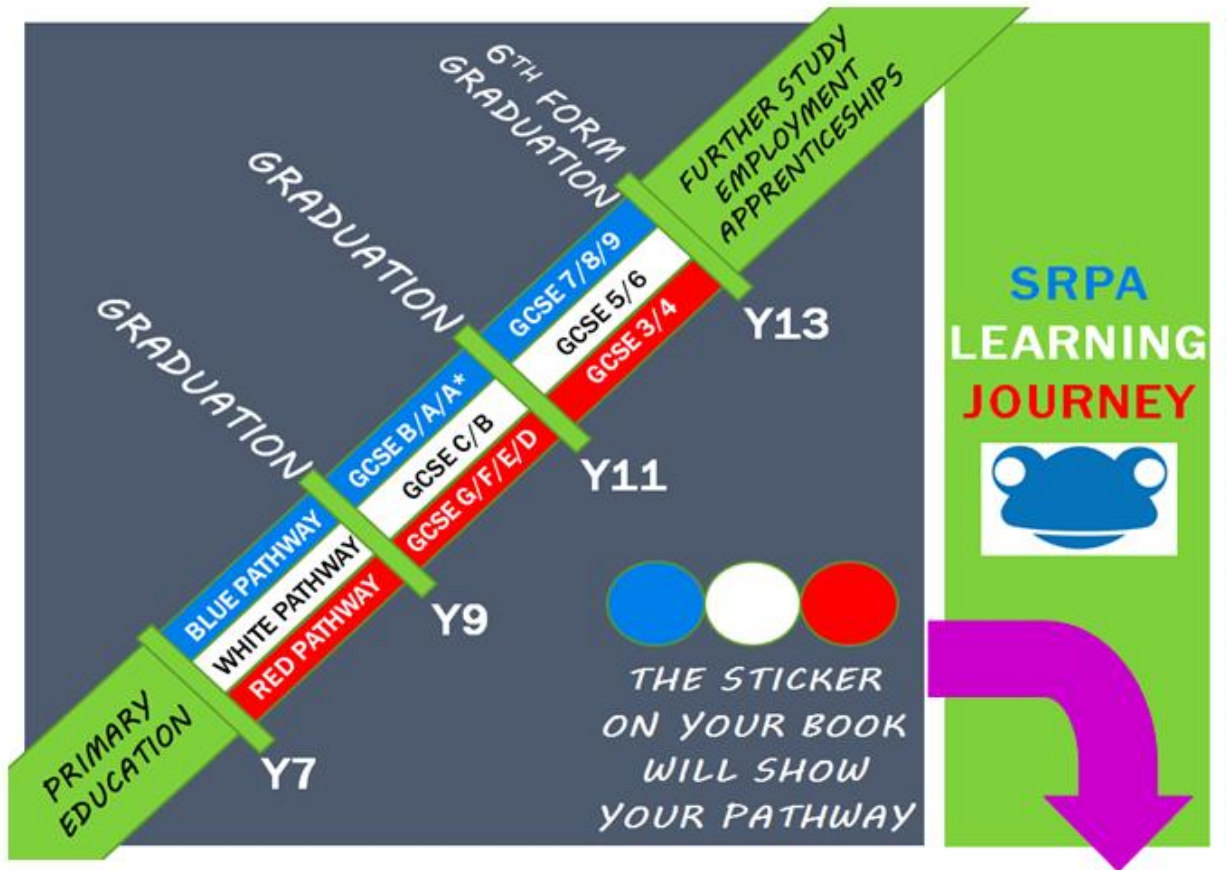 6TH FORM
GRADUATION
GRADUATION
GRADUATION
FURTHER STUDY
EMPLOYMENT
APPRENTICESHIPS
GCSE 7/8/9
GCSE 5/6
GCSE 3/4
Y13
GCSE B/A/A*
GCSE C/B
GCSE G/F/E/D
Y11
BLUE PATHWAY
WHITE PATHWAY
RED PATHWAY
Y9
PRIMARY
EDUCATION
Y7
THE STICKER
ON YOUR BOOK
WILL SHOW
YOUR PATHWAY
SRPA
LEARNING
JOURNEY